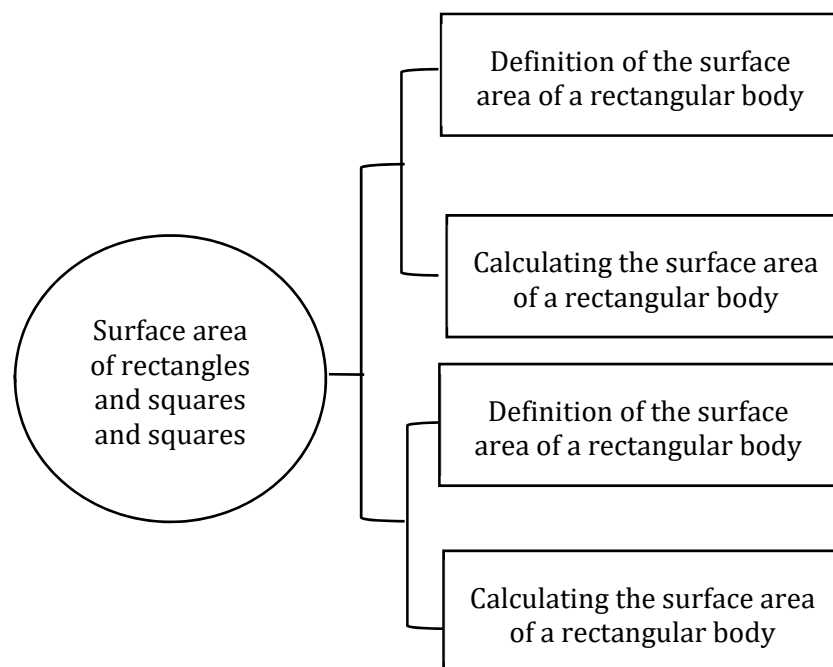 Definition of the surface
area of a rectangular body
Calculating the surface area
of a rectangular body
Surface area
of rectangles
and squares
and squares
Definition of the surface
area of a rectangular body
Calculating the surface area
of a rectangular body